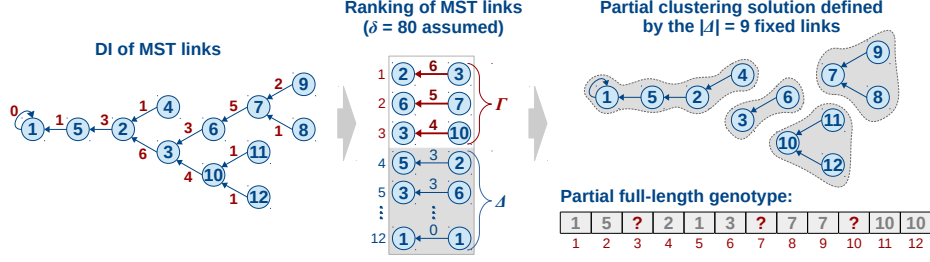 DI of MST links
0
1
3
1
6
3
5
2
1
4
1
1
1
5
2
4
3
6
7
9
8
10
11
12
Ranking of MST links
(δ = 80 assumed)
1 2 6 3
2 6 5 7
3 3 4 10
Γ
4 5 3 2
5 3 3 6
⋮ ⋮
12 1 0 1
Δ
Partial clustering solution defined
by the |Δ| = 9 fixed links
1
5
2
4
3
6
7
9
8
10
11
12
Partial full-length genotype:
1 5 ? 2 1 3 ? 7 7 ? 10 10
1 2 3 4 5 6 7 8 9 10 11 12